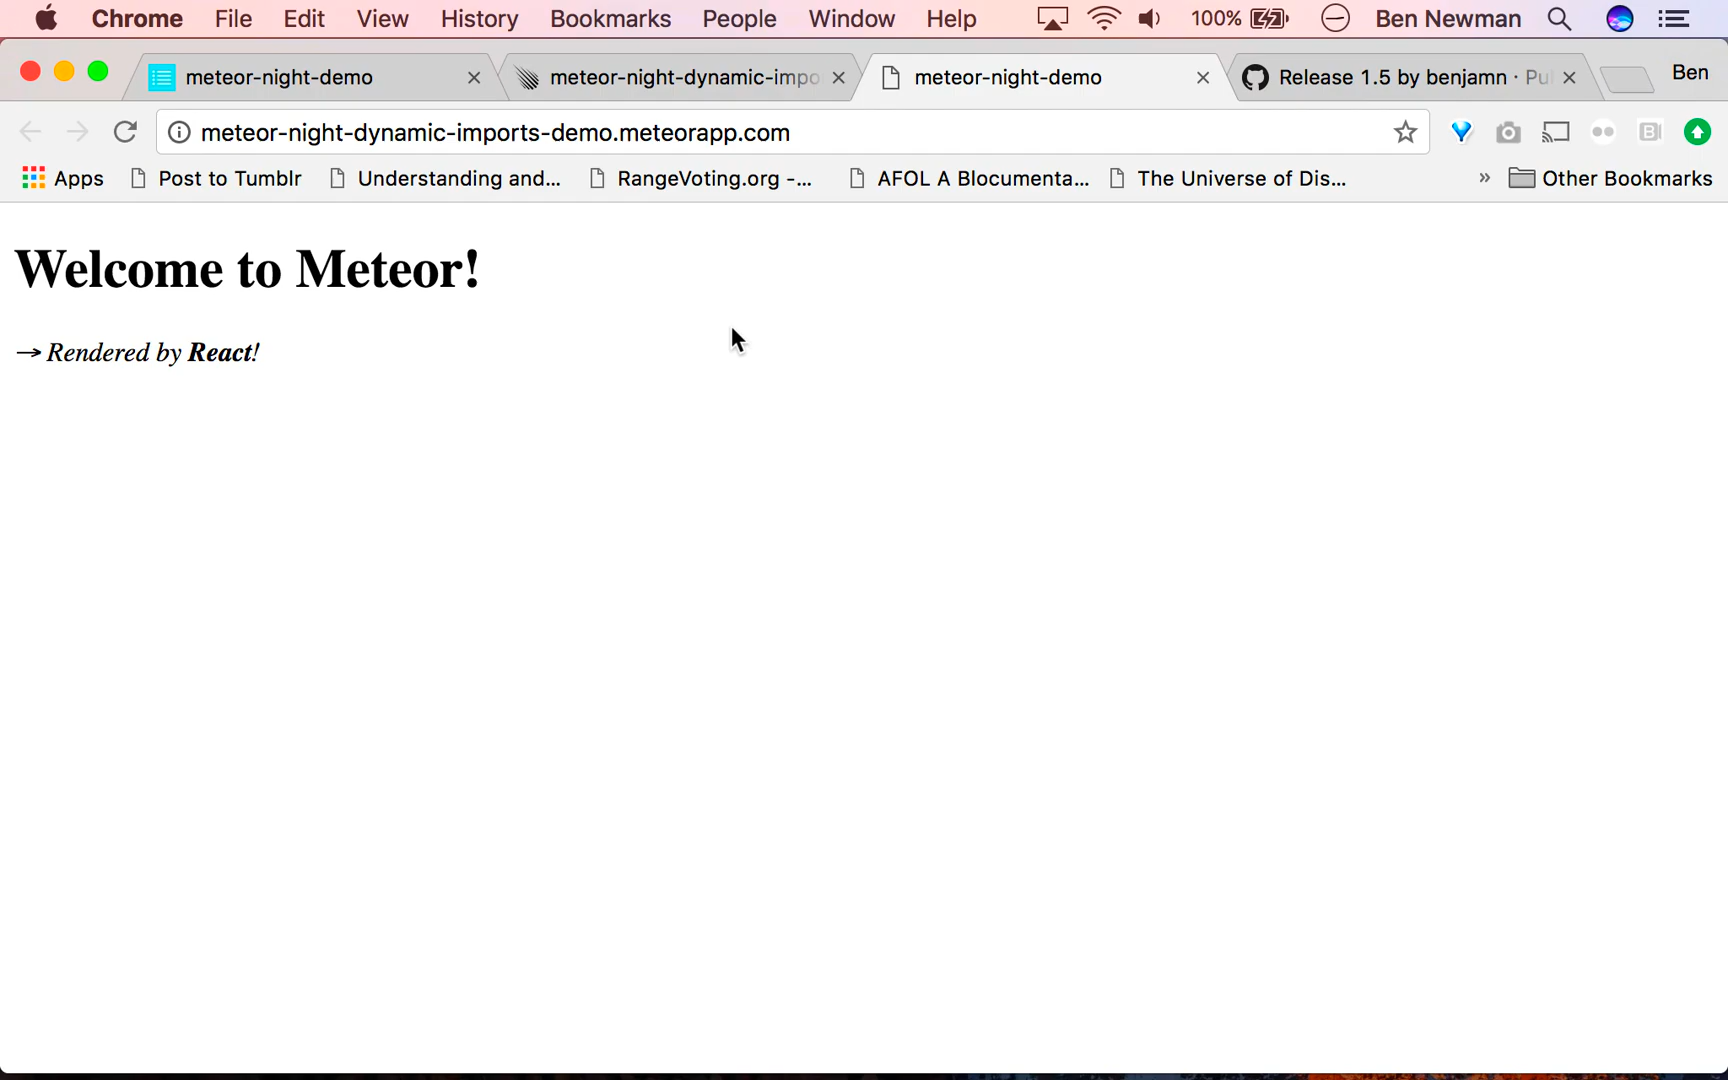 Chrome File Edit View History Bookmarks People Window Help 100% Ben Newman
meteor-night-demo meteor-night-dynamic-impo meteor-night-demo Release 1.5 by benjamn · Pu Ben
meteor-night-dynamic-imports-demo.meteorapp.com
Apps Post to Tumblr Understanding and... RangeVoting.org -... AFOL A Blocumenta... The Universe of Dis... » Other Bookmarks
Welcome to Meteor!
→ Rendered by React!